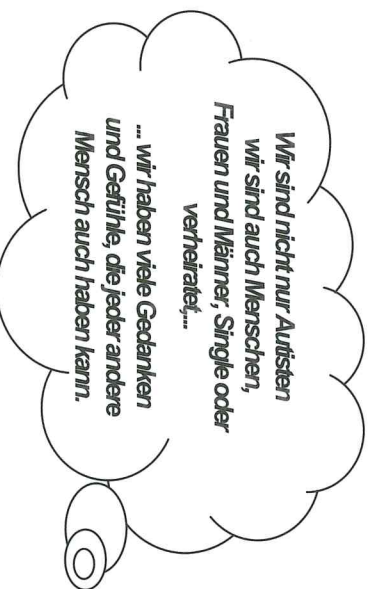 Wir sind nicht nur Autisten
wir sind auch Menschen,
Frauen und Männer, Single oder
verheiratet,...
... wir haben viele Gedanken
und Gefühle, die jeder andere
Mensch auch haben kann.